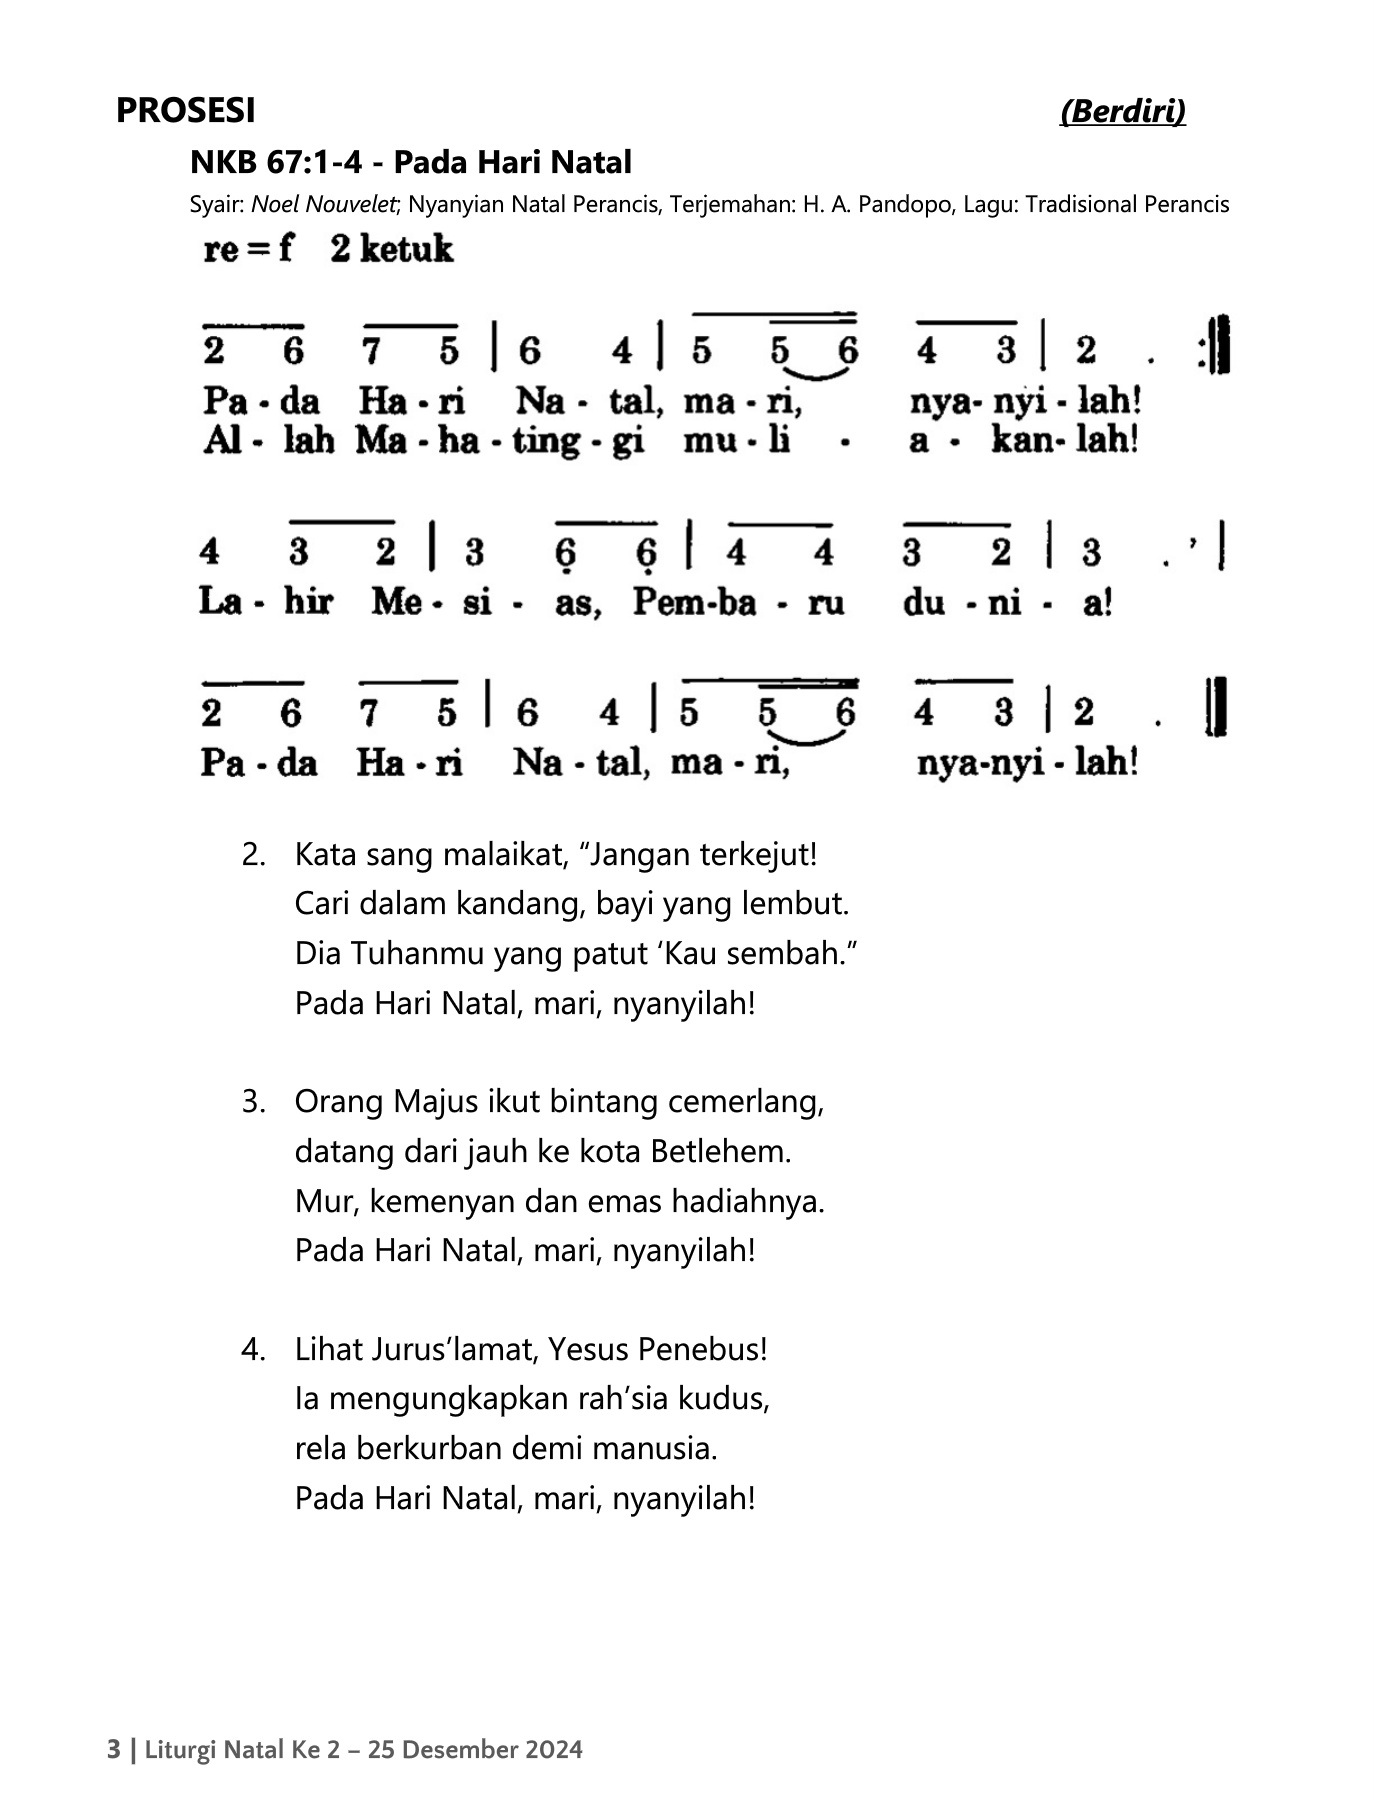 PROSESI (Berdiri)
NKB 67:1-4 - Pada Hari Natal
Syair: Noel Nouvelet; Nyanyian Natal Perancis, Terjemahan: H. A. Pandopo, Lagu: Tradisional Perancis
re = f 2 ketuk
2 6 7 5 | 6 4 | 5 5 6 4 3 | 2 . :||
Pa - da Ha - ri Na - tal, ma - ri, nya- nyi - lah!
Al - lah Ma - ha - ting - gi mu - li - a - kan- lah!
4 3 2 | 3 6̣ 6̣ | 4 4 3 2 | 3 . ’ |
La - hir Me - si - as, Pem-ba - ru du - ni - a!
2 6 7 5 | 6 4 | 5 5 6 4 3 | 2 . ||
Pa - da Ha - ri Na - tal, ma - ri, nya-nyi - lah!
2. Kata sang malaikat, “Jangan terkejut!
Cari dalam kandang, bayi yang lembut.
Dia Tuhanmu yang patut ‘Kau sembah.”
Pada Hari Natal, mari, nyanyilah!
3. Orang Majus ikut bintang cemerlang,
datang dari jauh ke kota Betlehem.
Mur, kemenyan dan emas hadiahnya.
Pada Hari Natal, mari, nyanyilah!
4. Lihat Jurus’lamat, Yesus Penebus!
Ia mengungkapkan rah’sia kudus,
rela berkurban demi manusia.
Pada Hari Natal, mari, nyanyilah!
3 | Liturgi Natal Ke 2 – 25 Desember 2024